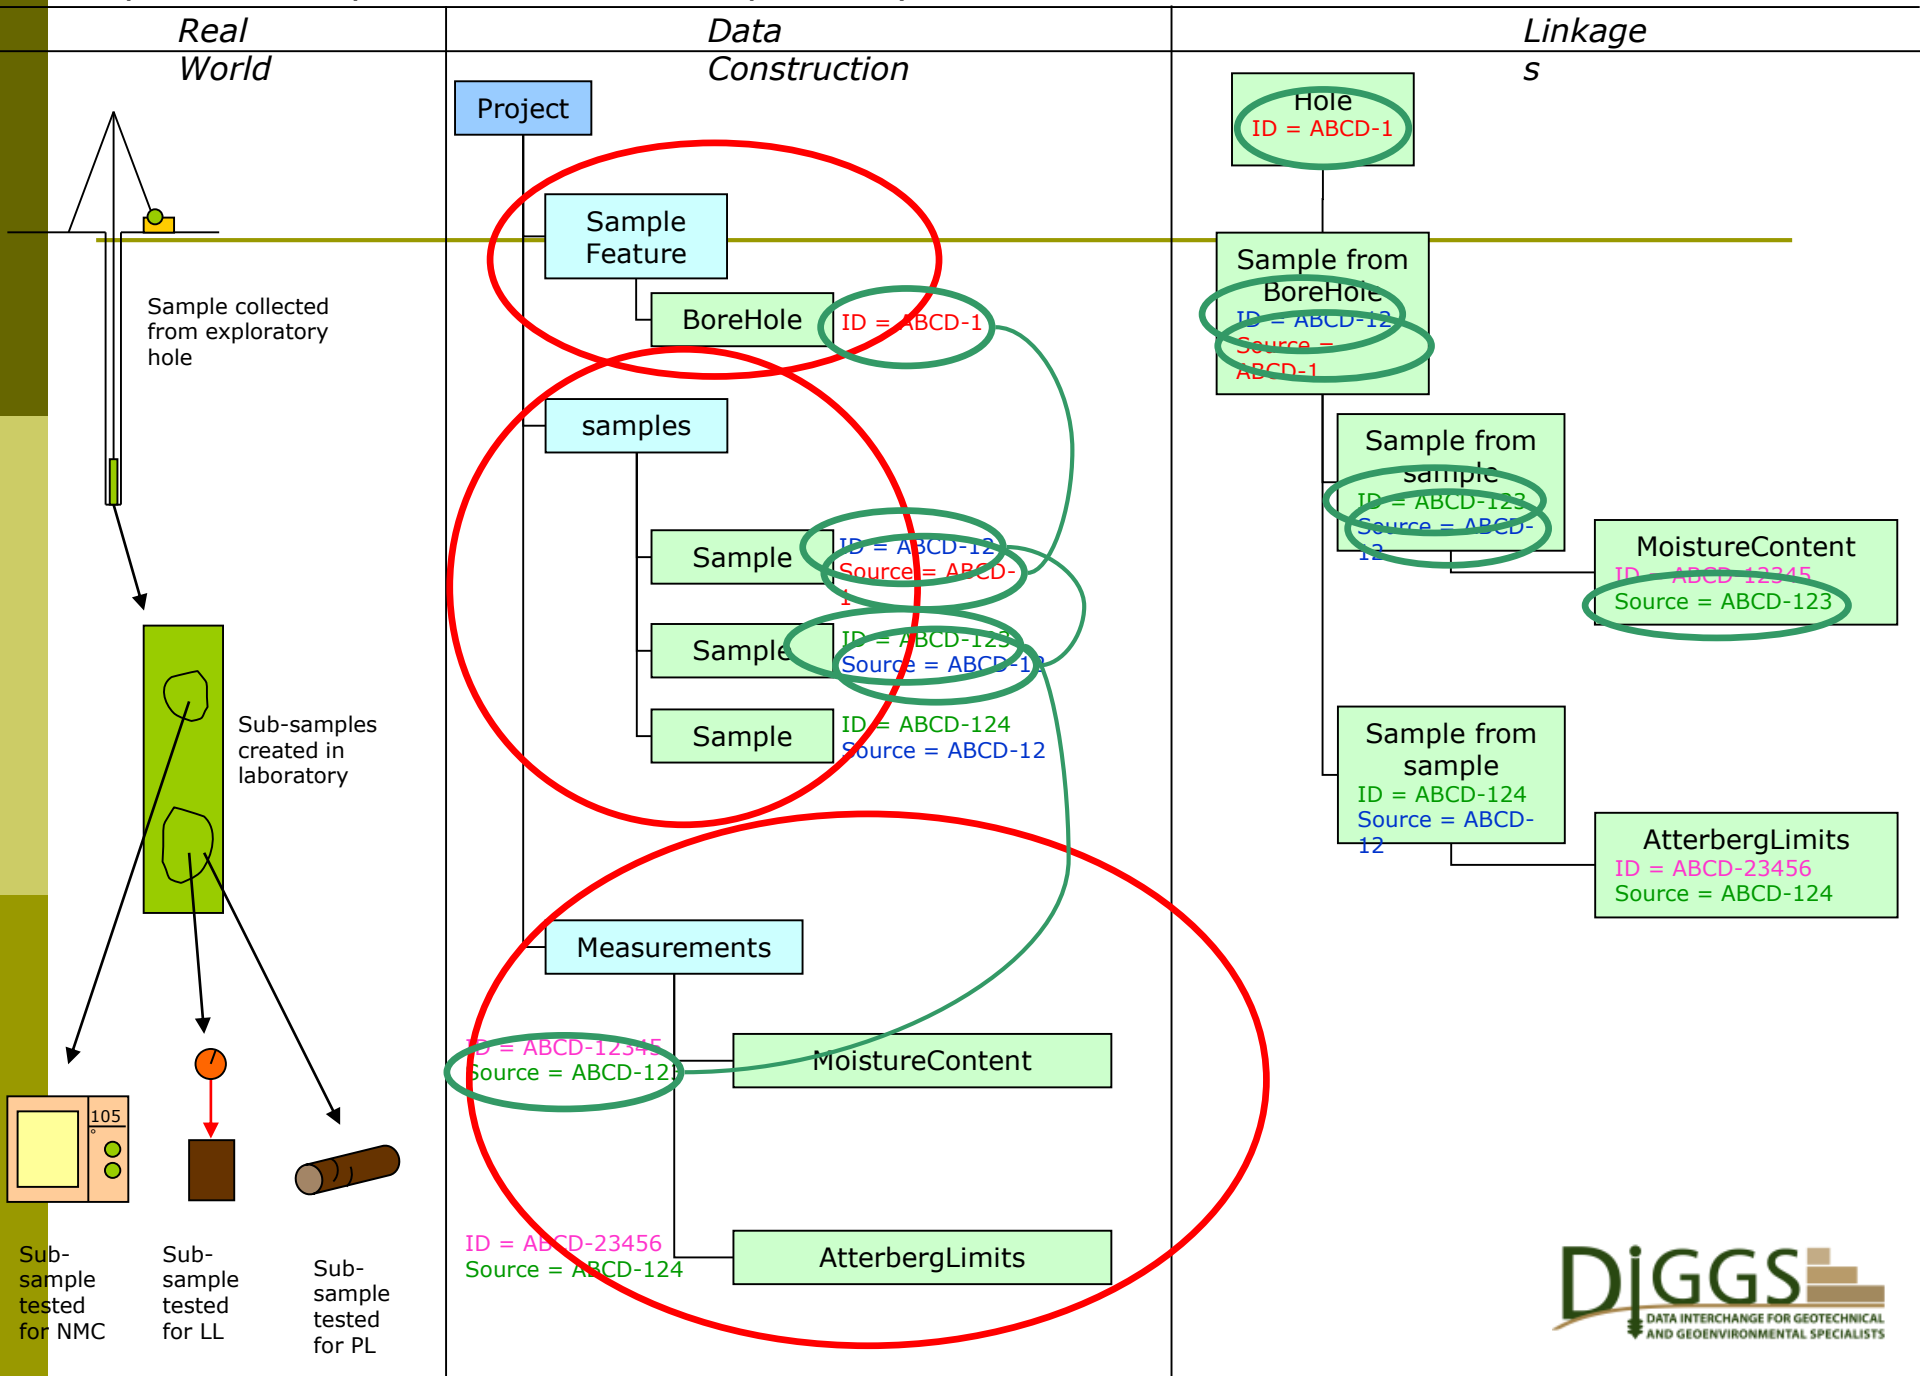 Real
World
Data
Construction
Linkage
s
Sample collected
from exploratory
hole
Sub-samples
created in
laboratory
105
°
Sub-
sample
tested
for NMC
Sub-
sample
tested
for LL
Sub-
sample
tested
for PL
Project
Sample
Feature
BoreHole
ID = ABCD-1
samples
Sample
ID = ABCD-12
Source = ABCD-
1
Sample
ID = ABCD-123
Source = ABCD-12
Sample
ID = ABCD-124
Source = ABCD-12
Measurements
ID = ABCD-12345
Source = ABCD-123
MoistureContent
ID = ABCD-23456
Source = ABCD-124
AtterbergLimits
Hole
ID = ABCD-1
Sample from
BoreHole
ID = ABCD-12
Source =
ABCD-1
Sample from
sample
ID = ABCD-123
Source = ABCD-
12
MoistureContent
ID = ABCD-12345
Source = ABCD-123
Sample from
sample
ID = ABCD-124
Source = ABCD-
12
AtterbergLimits
ID = ABCD-23456
Source = ABCD-124
DIGGS
DATA INTERCHANGE FOR GEOTECHNICAL
AND GEOENVIRONMENTAL SPECIALISTS